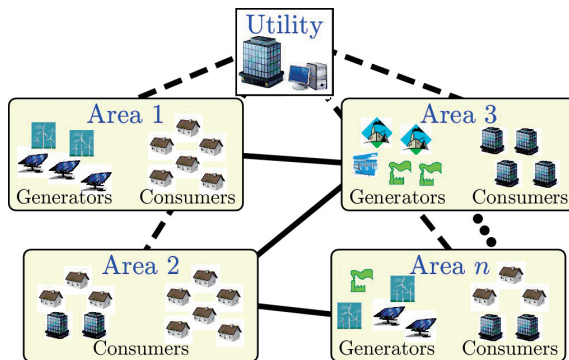 Utility
Area 1
Generators Consumers
Area 3
Generators Consumers
Area 2
Consumers
Area n
Generators Consumers